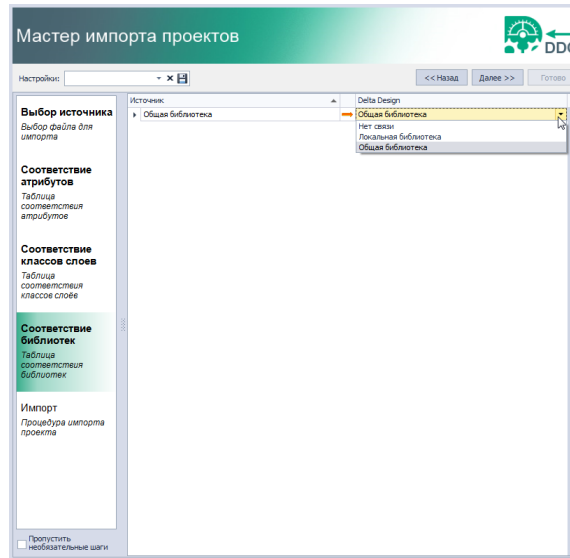 Мастер импорта проектов
DDC
Настройки:
<< Назад
Далее >>
Готово
Выбор источника
Выбор файла для
импорта
Соответствие
атрибутов
Таблица
соответствия
атрибутов
Соответствие
классов слоев
Таблица
соответствия
классов слоёв
Соответствие
библиотек
Таблица
соответствия
библиотек
Импорт
Процедура импорта
проекта
Пропустить
необязательные шаги
Источник
Delta Design
Общая библиотека
Общая библиотека
Нет связи
Локальная библиотека
Общая библиотека